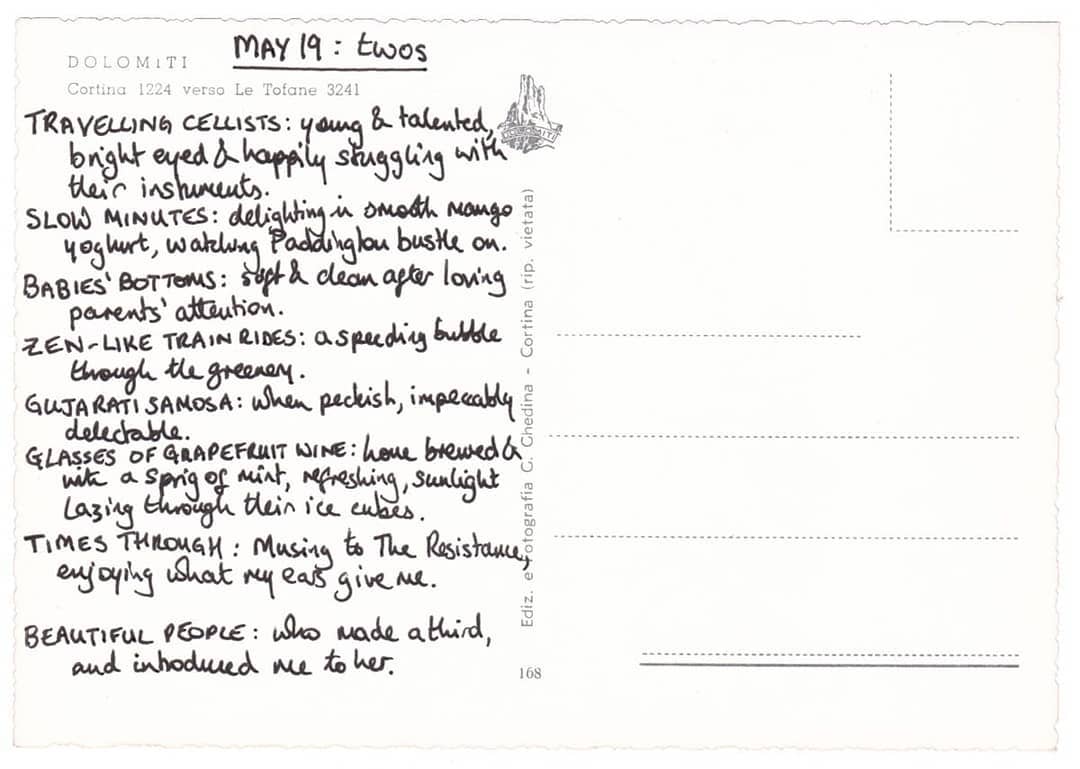 MAY 19 : twos
DOLOMITI
Cortina 1224 verso Le Tofane 3241
TRAVELLING CELLISTS: young & talented,
bright eyed & happily struggling with
their instruments.
SLOW MINUTES: delighting in smooth mango
yoghurt, watching Paddington bustle on.
BABIES' BOTTOMS: soft & clean after loving
parents' attention.
ZEN-LIKE TRAIN RIDES: a speeding bubble
through the greenery.
GUJARATI SAMOSA: when peckish, impeccably
delectable.
GLASSES OF GRAPEFRUIT WINE: home brewed &
with a sprig of mint, refreshing, sunlight
lazing through their ice cubes.
TIMES THROUGH: Musing to The Resistance,
enjoying what my ears give me.
BEAUTIFUL PEOPLE: who made a third,
and introduced me to her.
DOLOMITI
Ediz. e Fotografia G. Ghedina - Cortina (rip. vietata)
168